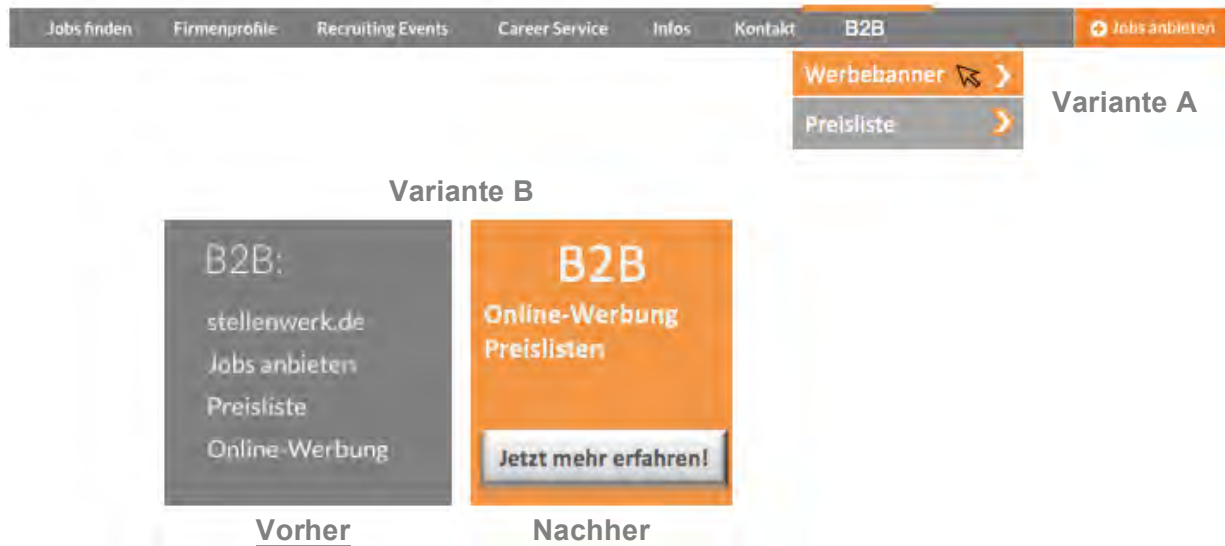 Jobs finden Firmenprofile Recruiting Events Career Service Infos Kontakt B2B Jobs anbieten
Werbebanner
Preisliste
Variante A
Variante B
B2B:
stellenwerk.de
Jobs anbieten
Preisliste
Online-Werbung
B2B
Online-Werbung
Preislisten
Jetzt mehr erfahren!
Vorher
Nachher